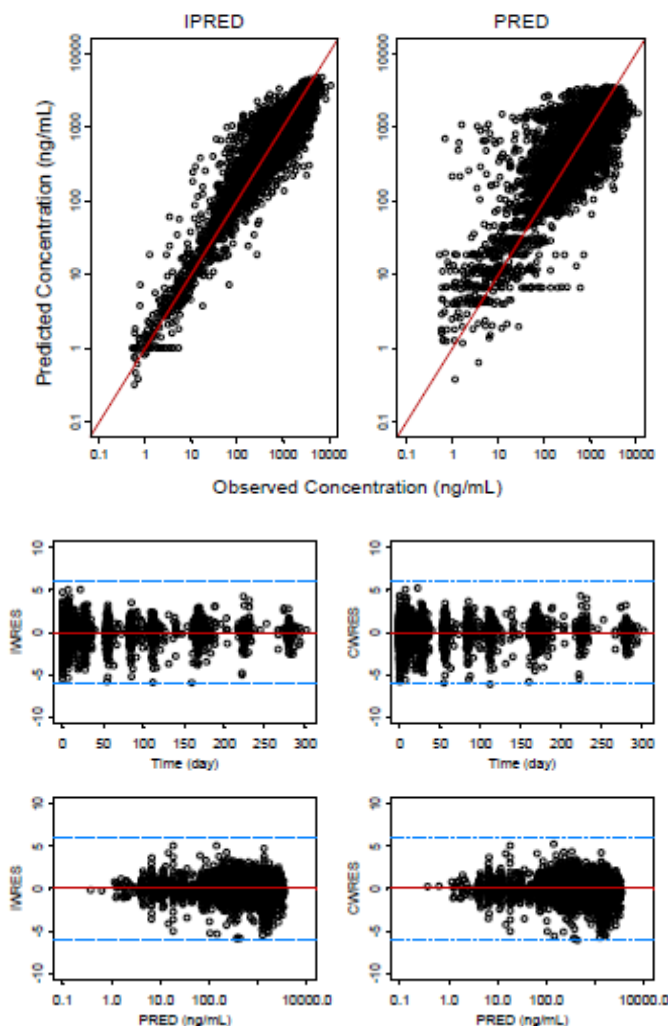 IPRED PRED
10000 1000 100 10 1 0.1
10000 1000 100 10 1 0.1
Predicted Concentration (ng/mL)
0.1 1 10 100 1000 10000
0.1 1 10 100 1000 10000
Observed Concentration (ng/mL)
IWRES
10 5 0 -5 -10
0 50 100 150 200 250 300
Time (day)
CWRES
10 5 0 -5 -10
0 50 100 150 200 250 300
Time (day)
IWRES
10 5 0 -5 -10
0.1 1.0 10.0 100.0 10000.0
PRED (ng/mL)
CWRES
10 5 0 -5 -10
0.1 1.0 10.0 100.0 10000.0
PRED (ng/mL)